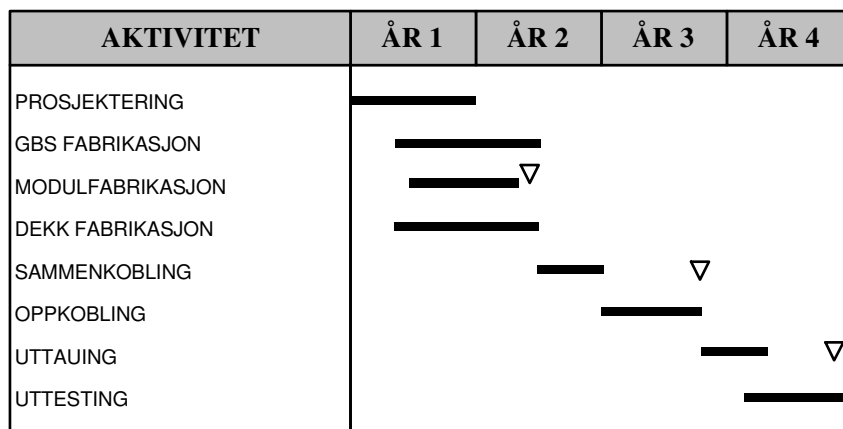 AKTIVITET ÅR 1 ÅR 2 ÅR 3 ÅR 4
PROSJEKTERING
GBS FABRIKASJON
MODULFABRIKASJON
DEKK FABRIKASJON
SAMMENKOBLING
OPPKOBLING
UTTAUING
UTTESTING